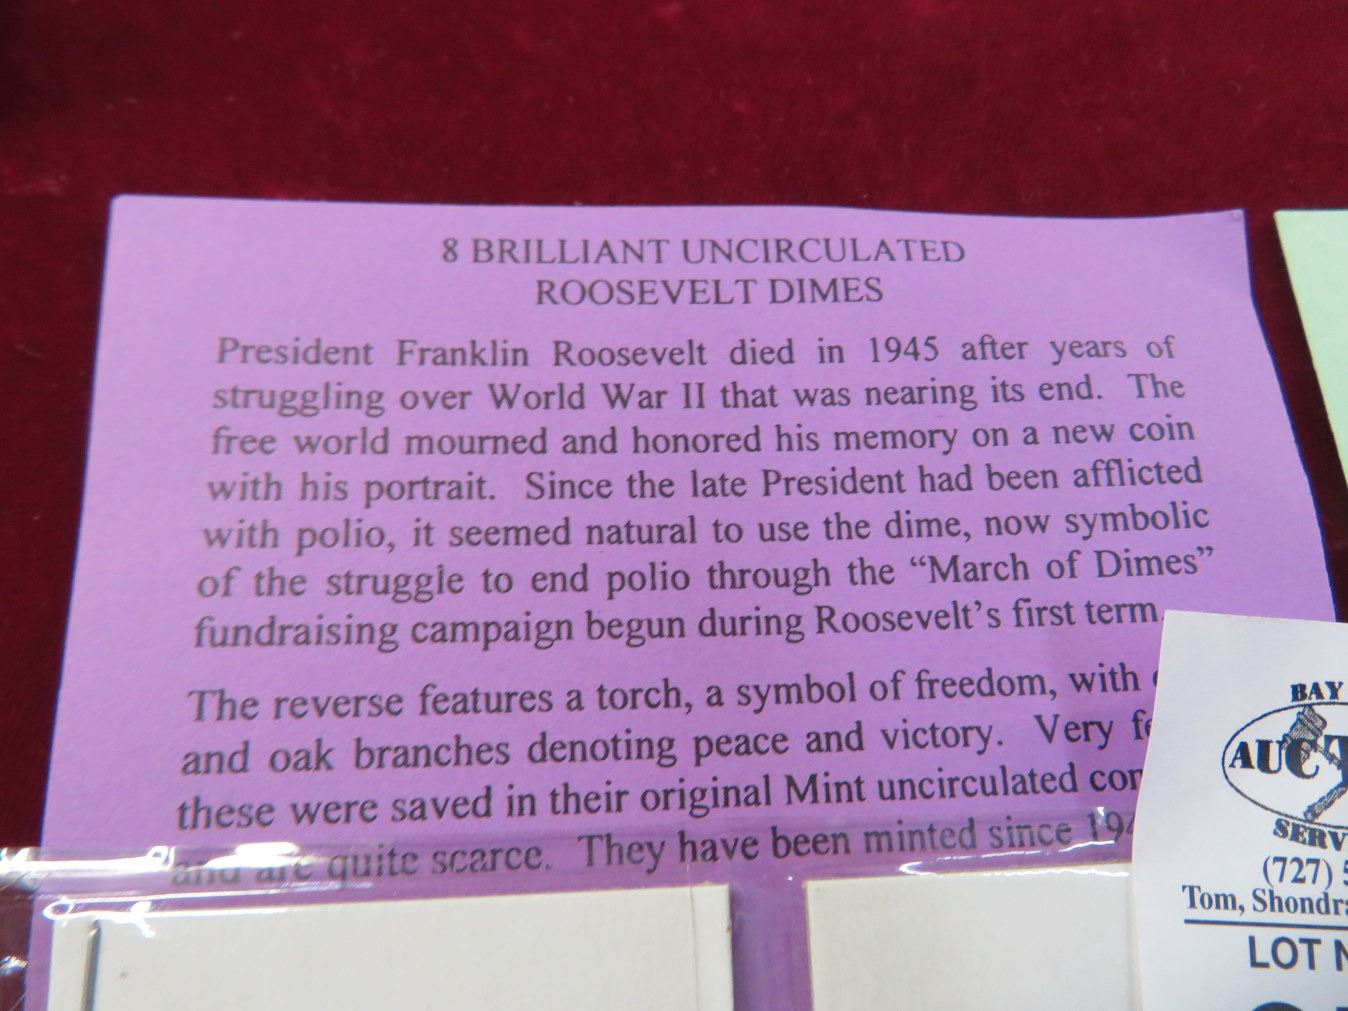 8 BRILLIANT UNCIRCULATED
ROOSEVELT DIMES
President Franklin Roosevelt died in 1945 after years of
struggling over World War II that was nearing its end. The
free world mourned and honored his memory on a new coin
with his portrait. Since the late President had been afflicted
with polio, it seemed natural to use the dime, now symbolic
of the struggle to end polio through the “March of Dimes”
fundraising campaign begun during Roosevelt’s first term.
The reverse features a torch, a symbol of freedom, with
and oak branches denoting peace and victory. Very
these were saved in their original Mint uncirculated
and are quite scarce. They have been minted since
BAY
AUCT
SERV
(727)
Tom, Shondra
LOT